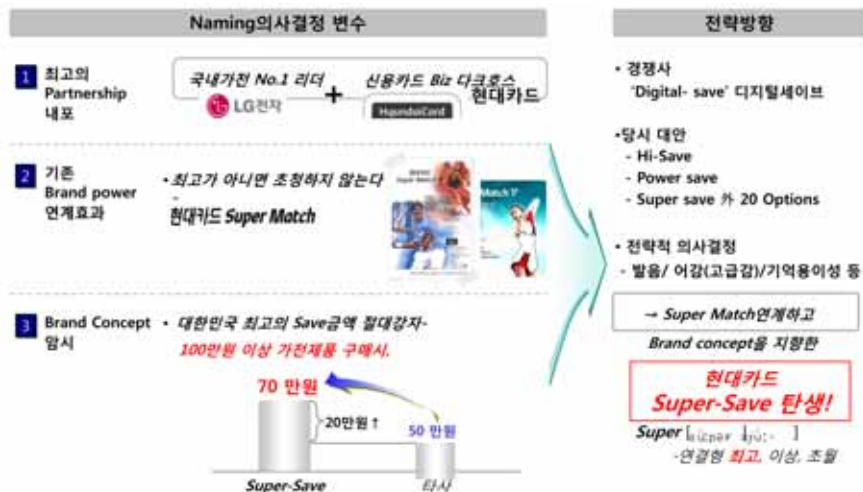 Naming의사결정 변수
1 최고의
Partnership
내포
국내가전 No.1 리더
LG전자
+
신용카드 Biz 다크호스
HyundaiCard 현대카드
2 기존
Brand power
연계효과
• 최고가 아니면 초청하지 않는다
-
현대카드 Super Match
Super Match
Match
3 Brand Concept
암시
• 대한민국 최고의 Save금액 절대강자-
100만원 이상 가전제품 구매시,
70 만원
20만원↑
50 만원
Super-Save
타사
전략방향
• 경쟁사
'Digital- save' 디지털세이브
•당시 대안
- Hi-Save
- Power save
- Super save 外 20 Options
• 전략적 의사결정
- 발음/ 어감(고급감)/기억용이성 등
→ Super Match연계하고
Brand concept을 지향한
현대카드
Super-Save 탄생!
Super [ ]
-연결형 최고, 이상, 초월